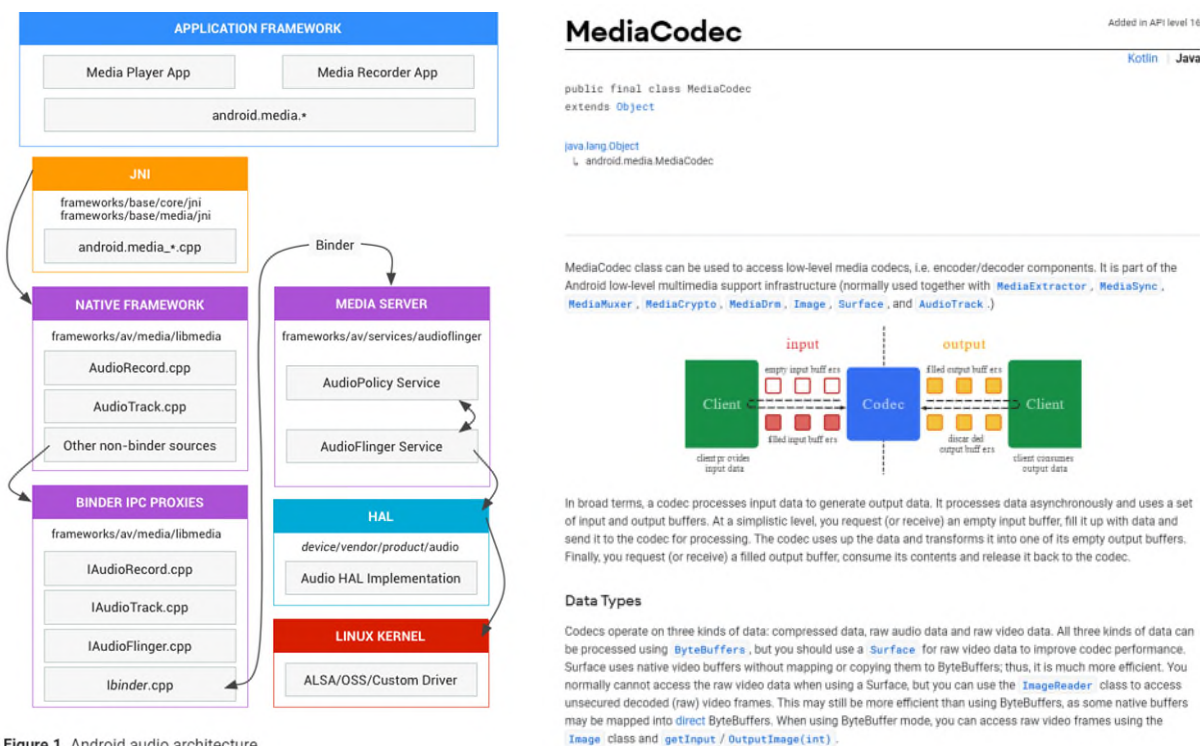 APPLICATION FRAMEWORK
Media Player App
Media Recorder App
android.media.*
JNI
frameworks/base/core/jni
frameworks/base/media/jni
android.media_*.cpp
Binder
NATIVE FRAMEWORK
frameworks/av/media/libmedia
AudioRecord.cpp
AudioTrack.cpp
Other non-binder sources
MEDIA SERVER
frameworks/av/services/audioflinger
AudioPolicy Service
AudioFlinger Service
BINDER IPC PROXIES
frameworks/av/media/libmedia
IAudioRecord.cpp
IAudioTrack.cpp
IAudioFlinger.cpp
Ibinder.cpp
HAL
device/vendor/product/audio
Audio HAL Implementation
LINUX KERNEL
ALSA/OSS/Custom Driver
Figure 1. Android audio architecture
MediaCodec
Added in API level 16
Kotlin | Java
public final class MediaCodec
extends Object
java.lang.Object
↳ android.media.MediaCodec
MediaCodec class can be used to access low-level media codecs, i.e. encoder/decoder components. It is part of the
Android low-level multimedia support infrastructure (normally used together with MediaExtractor, MediaSync,
MediaMuxer, MediaCrypto, MediaDrm, Image, Surface, and AudioTrack.)
input
output
empty input buff ers
filled output buff ers
Client
Codec
Client
filled input buff ers
discar ded
output buff ers
client pr ovides
input data
client consumes
output data
In broad terms, a codec processes input data to generate output data. It processes data asynchronously and uses a set
of input and output buffers. At a simplistic level, you request (or receive) an empty input buffer, fill it up with data and
send it to the codec for processing. The codec uses up the data and transforms it into one of its empty output buffers.
Finally, you request (or receive) a filled output buffer, consume its contents and release it back to the codec.
Data Types
Codecs operate on three kinds of data: compressed data, raw audio data and raw video data. All three kinds of data can
be processed using ByteBuffers, but you should use a Surface for raw video data to improve codec performance.
Surface uses native video buffers without mapping or copying them to ByteBuffers; thus, it is much more efficient. You
normally cannot access the raw video data when using a Surface, but you can use the ImageReader class to access
unsecured decoded (raw) video frames. This may still be more efficient than using ByteBuffers, as some native buffers
may be mapped into direct ByteBuffers. When using ByteBuffer mode, you can access raw video frames using the
Image class and getInput / OutputImage(int).